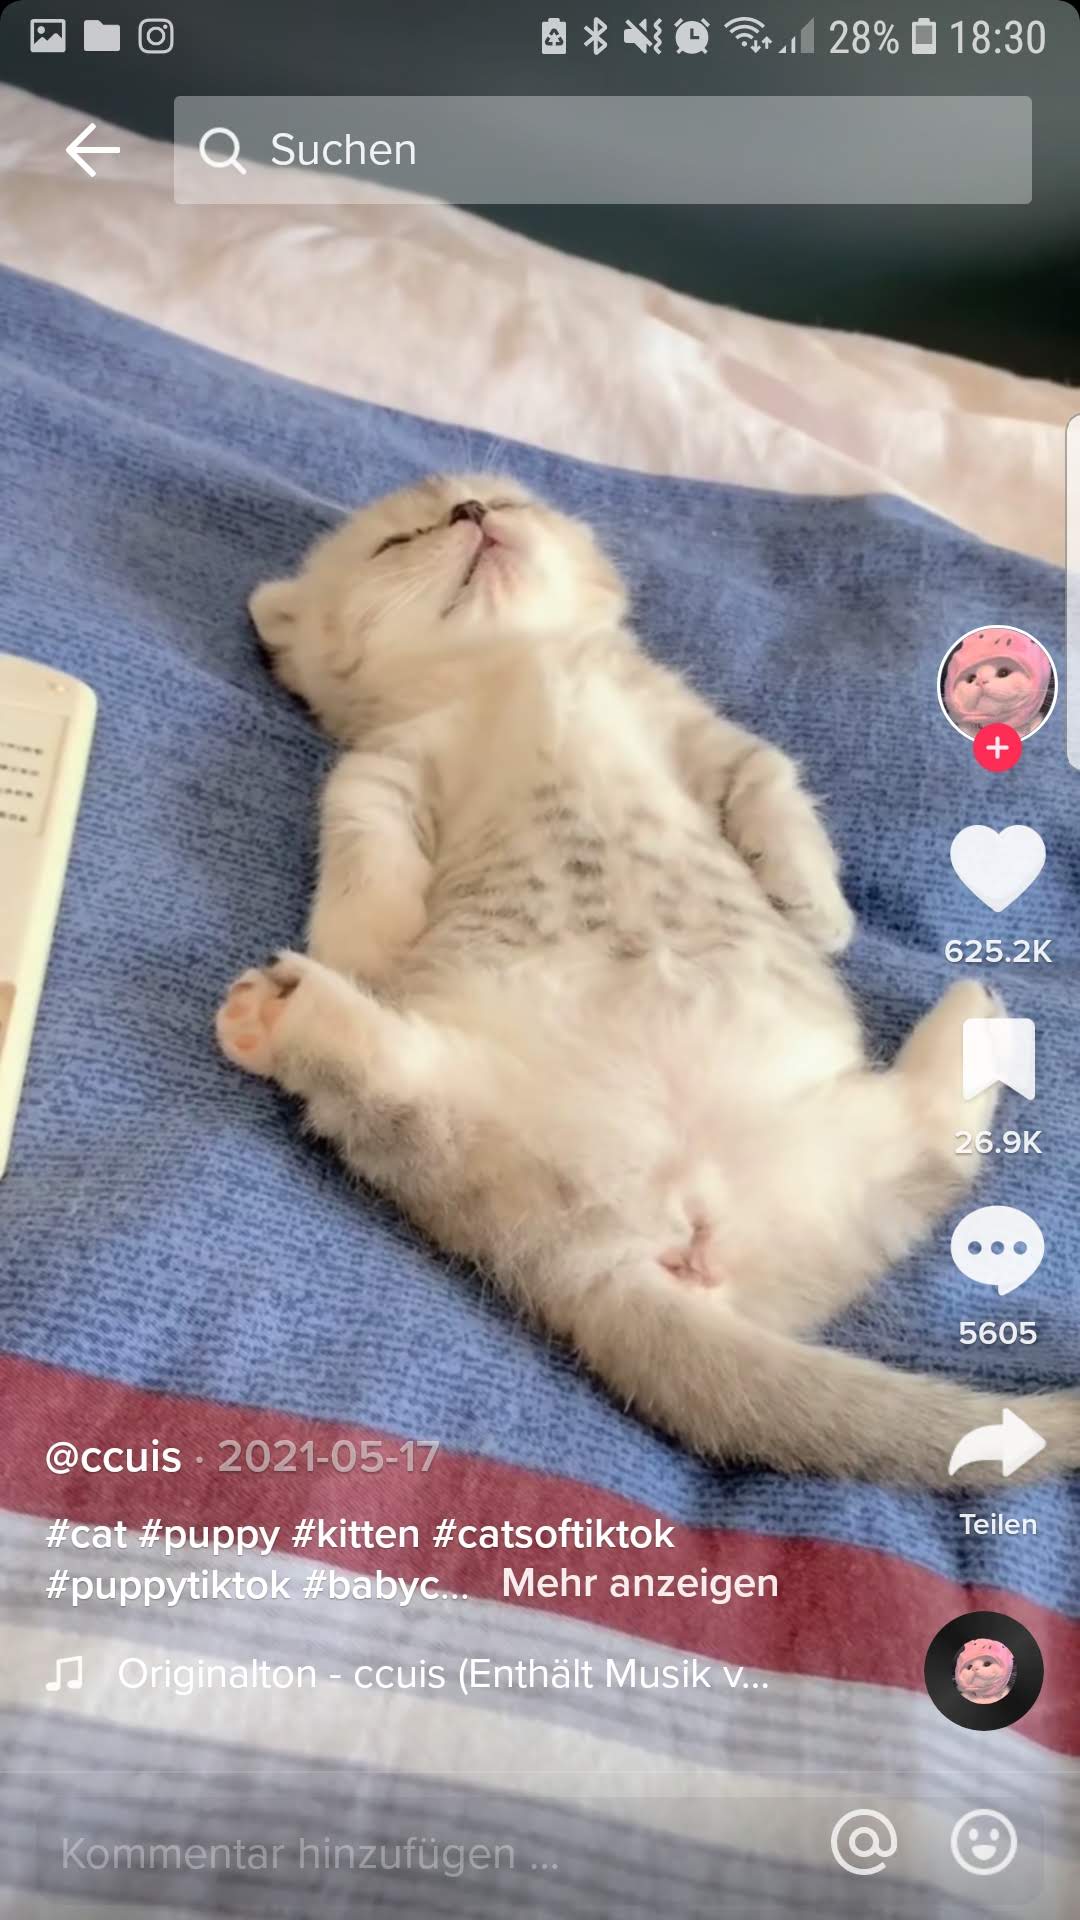 28% 18:30
Suchen
625.2K
26.9K
5605
@ccuis · 2021-05-17
Teilen
#cat #puppy #kitten #catsoftiktok
#puppytiktok #babyc... Mehr anzeigen
Originalton - ccuis (Enthält Musik v...
Kommentar hinzufügen ...